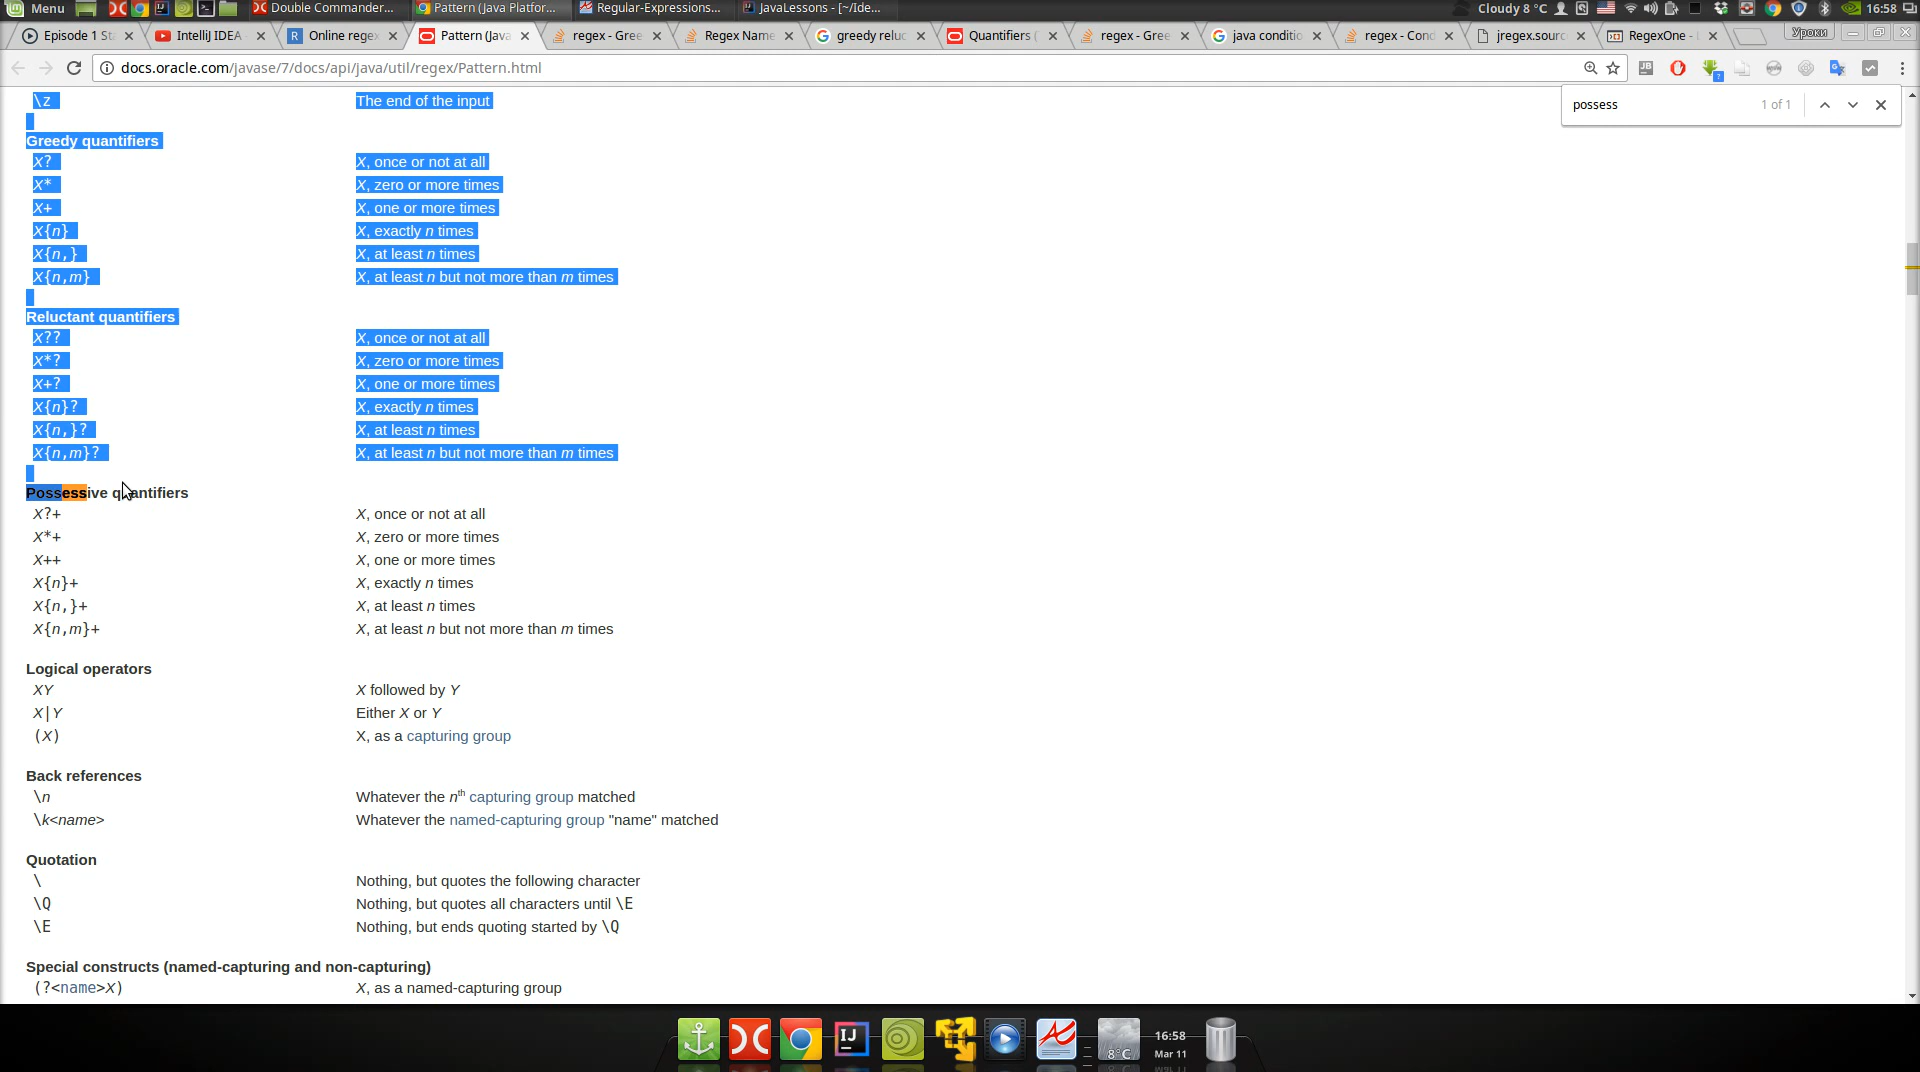 Menu
Double Commander...
Pattern (Java Platfor...
Regular-Expressions...
JavaLessons - [~/Ide...
Cloudy 8 °C
16:58
Episode 1 St
IntelliJ IDEA
Online rege
Pattern (Java
regex - Gree
Regex Name
greedy reluc
Quantifiers (
regex - Gree
java conditio
regex - Cond
jregex.sourc
RegexOne -
Уроки
docs.oracle.com/javase/7/docs/api/java/util/regex/Pattern.html
possess 1 of 1
\z The end of the input
Greedy quantifiers
X? X, once or not at all
X* X, zero or more times
X+ X, one or more times
X{n} X, exactly n times
X{n,} X, at least n times
X{n,m} X, at least n but not more than m times
Reluctant quantifiers
X?? X, once or not at all
X*? X, zero or more times
X+? X, one or more times
X{n}? X, exactly n times
X{n,}? X, at least n times
X{n,m}? X, at least n but not more than m times
Possessive quantifiers
X?+ X, once or not at all
X*+ X, zero or more times
X++ X, one or more times
X{n}+ X, exactly n times
X{n,}+ X, at least n times
X{n,m}+ X, at least n but not more than m times
Logical operators
XY X followed by Y
X|Y Either X or Y
(X) X, as a capturing group
Back references
\n Whatever the nth capturing group matched
\k<name> Whatever the named-capturing group "name" matched
Quotation
\ Nothing, but quotes the following character
\Q Nothing, but quotes all characters until \E
\E Nothing, but ends quoting started by \Q
Special constructs (named-capturing and non-capturing)
(?<name>X) X, as a named-capturing group
IJ
8°C
16:58
Mar 11